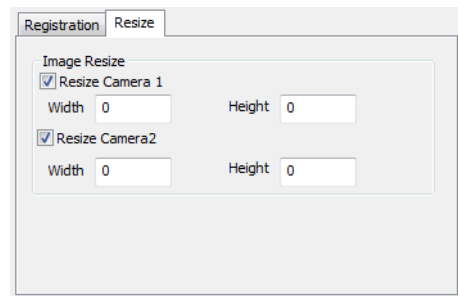 Registration Resize
Image Resize
Resize Camera 1
Width 0 Height 0
Resize Camera2
Width 0 Height 0